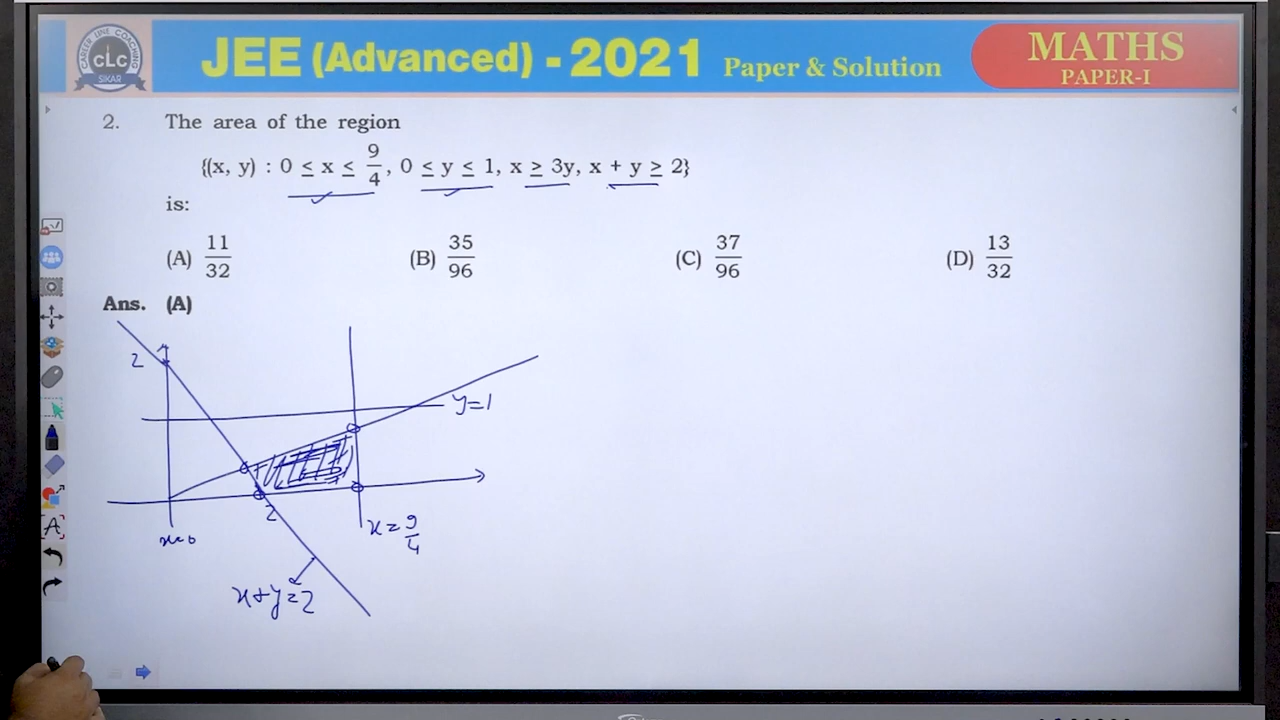 CAREER LINE COACHING
CLC
SIKAR
JEE (Advanced) - 2021 Paper & Solution
MATHS
PAPER-I
2. The area of the region
{(x, y) : 0 ≤ x ≤ 9/4, 0 ≤ y ≤ 1, x ≥ 3y, x + y ≥ 2}
is:
(A) 11/32 (B) 35/96 (C) 37/96 (D) 13/32
Ans. (A)
2
y=1
2
x=0
x=9/4
x+y=2
A